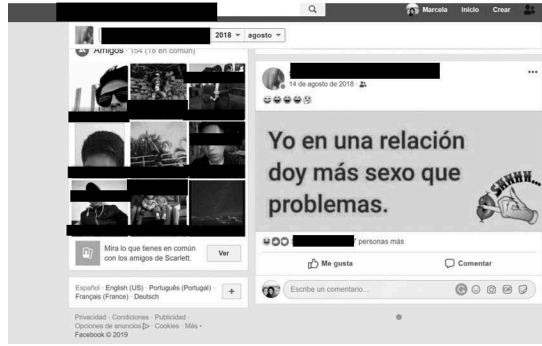 Marcela Inicio Crear
2018 agosto
Amigos · 154 (18 en común)
14 de agosto de 2018 ·
Yo en una relación
doy más sexo que
problemas.
SHHHH...
7 personas más
Me gusta Comentar
Escribe un comentario...
GIF
Mira lo que tienes en común
con los amigos de Scarlett.
Ver
Español · English (US) · Português (Portugal) ·
Français (France) · Deutsch
+
Privacidad · Condiciones · Publicidad ·
Opciones de anuncios · Cookies · Más
Facebook © 2019